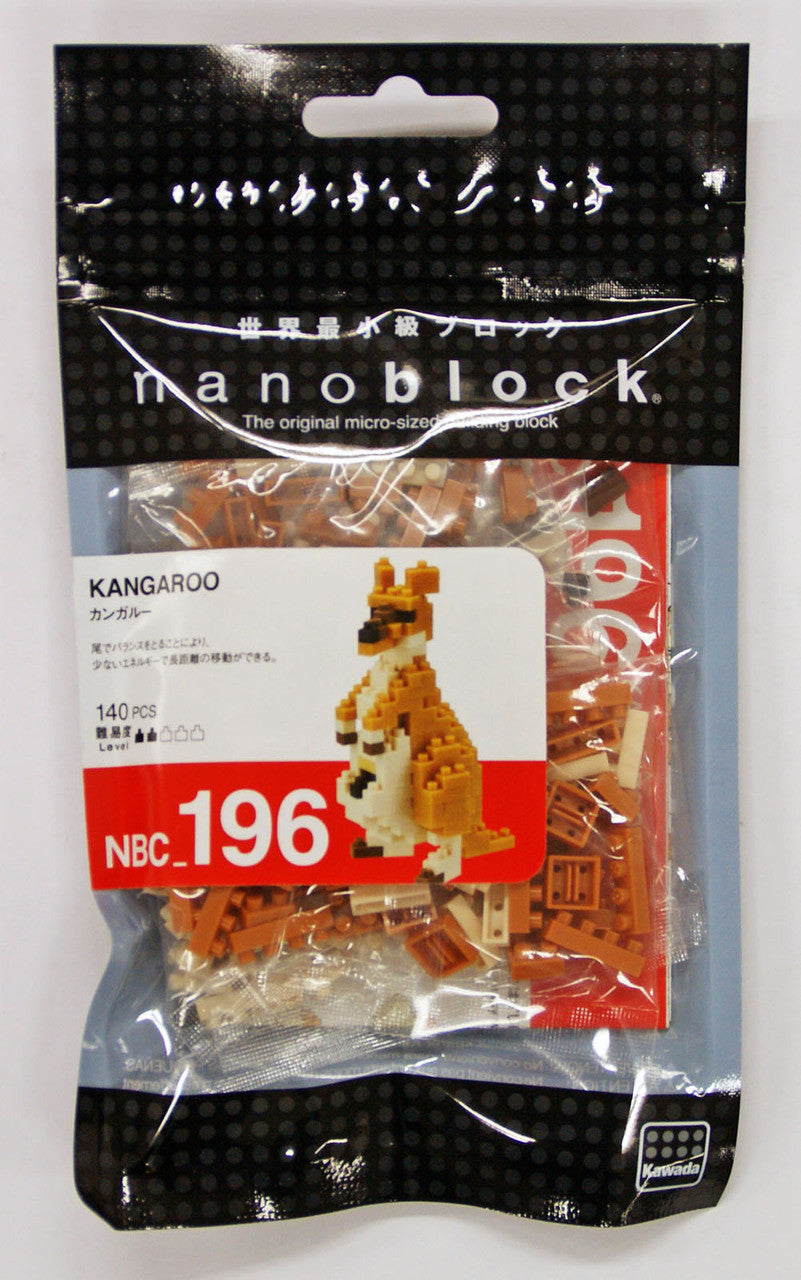 世界最小級ブロック
nanoblock®
The original micro-sized building block
KANGAROO
カンガルー
尾でバランスをとることにより、
少ないエネルギーで長距離の移動ができる。
140 PCS
難易度
Level
NBC_196
Kawada